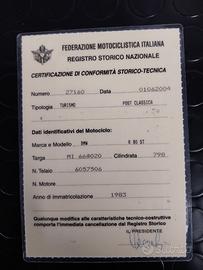 FEDERAZIONE MOTOCICLISTICA ITALIANA
REGISTRO STORICO NAZIONALE
CERTIFICAZIONE DI CONFORMITÀ STORICO-TECNICA
Numero 27160 Data 01062004
Tipologia TURISMO POST CLASSICA
Dati identificativi del Motociclo:
Marca e Modello BMW R 80 ST
Targa MI 668020 Cilindrata 798
N. Telaio 6057506
N. Motore
Anno di immatricolazione 1983
Qualunque modifica alle caratteristiche tecnico-costruttive
comporta l'immediata cancellazione dal Registro Storico
IL PRESIDENTE